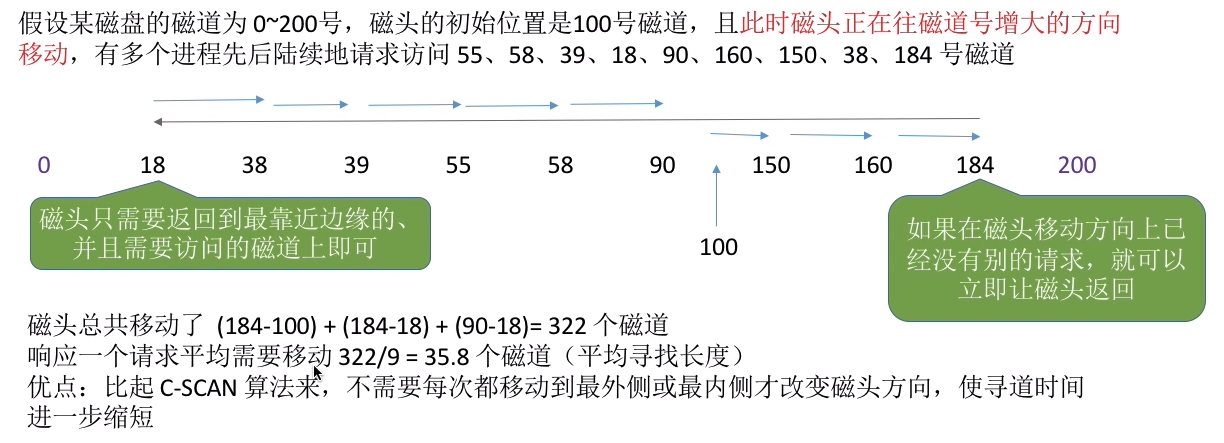 假设某磁盘的磁道为 0~200号，磁头的初始位置是100号磁道，且此时磁头正在往磁道号增大的方向
移动，有多个进程先后陆续地请求访问 55、58、39、18、90、160、150、38、184 号磁道
0 18 38 39 55 58 90 150 160 184 200
磁头只需要返回到最靠近边缘的、
并且需要访问的磁道上即可
100
如果在磁头移动方向上已
经没有别的请求，就可以
立即让磁头返回
磁头总共移动了 (184-100) + (184-18) + (90-18)= 322 个磁道
响应一个请求平均需要移动 322/9 = 35.8 个磁道（平均寻找长度）
优点：比起 C-SCAN 算法来，不需要每次都移动到最外侧或最内侧才改变磁头方向，使寻道时间
进一步缩短